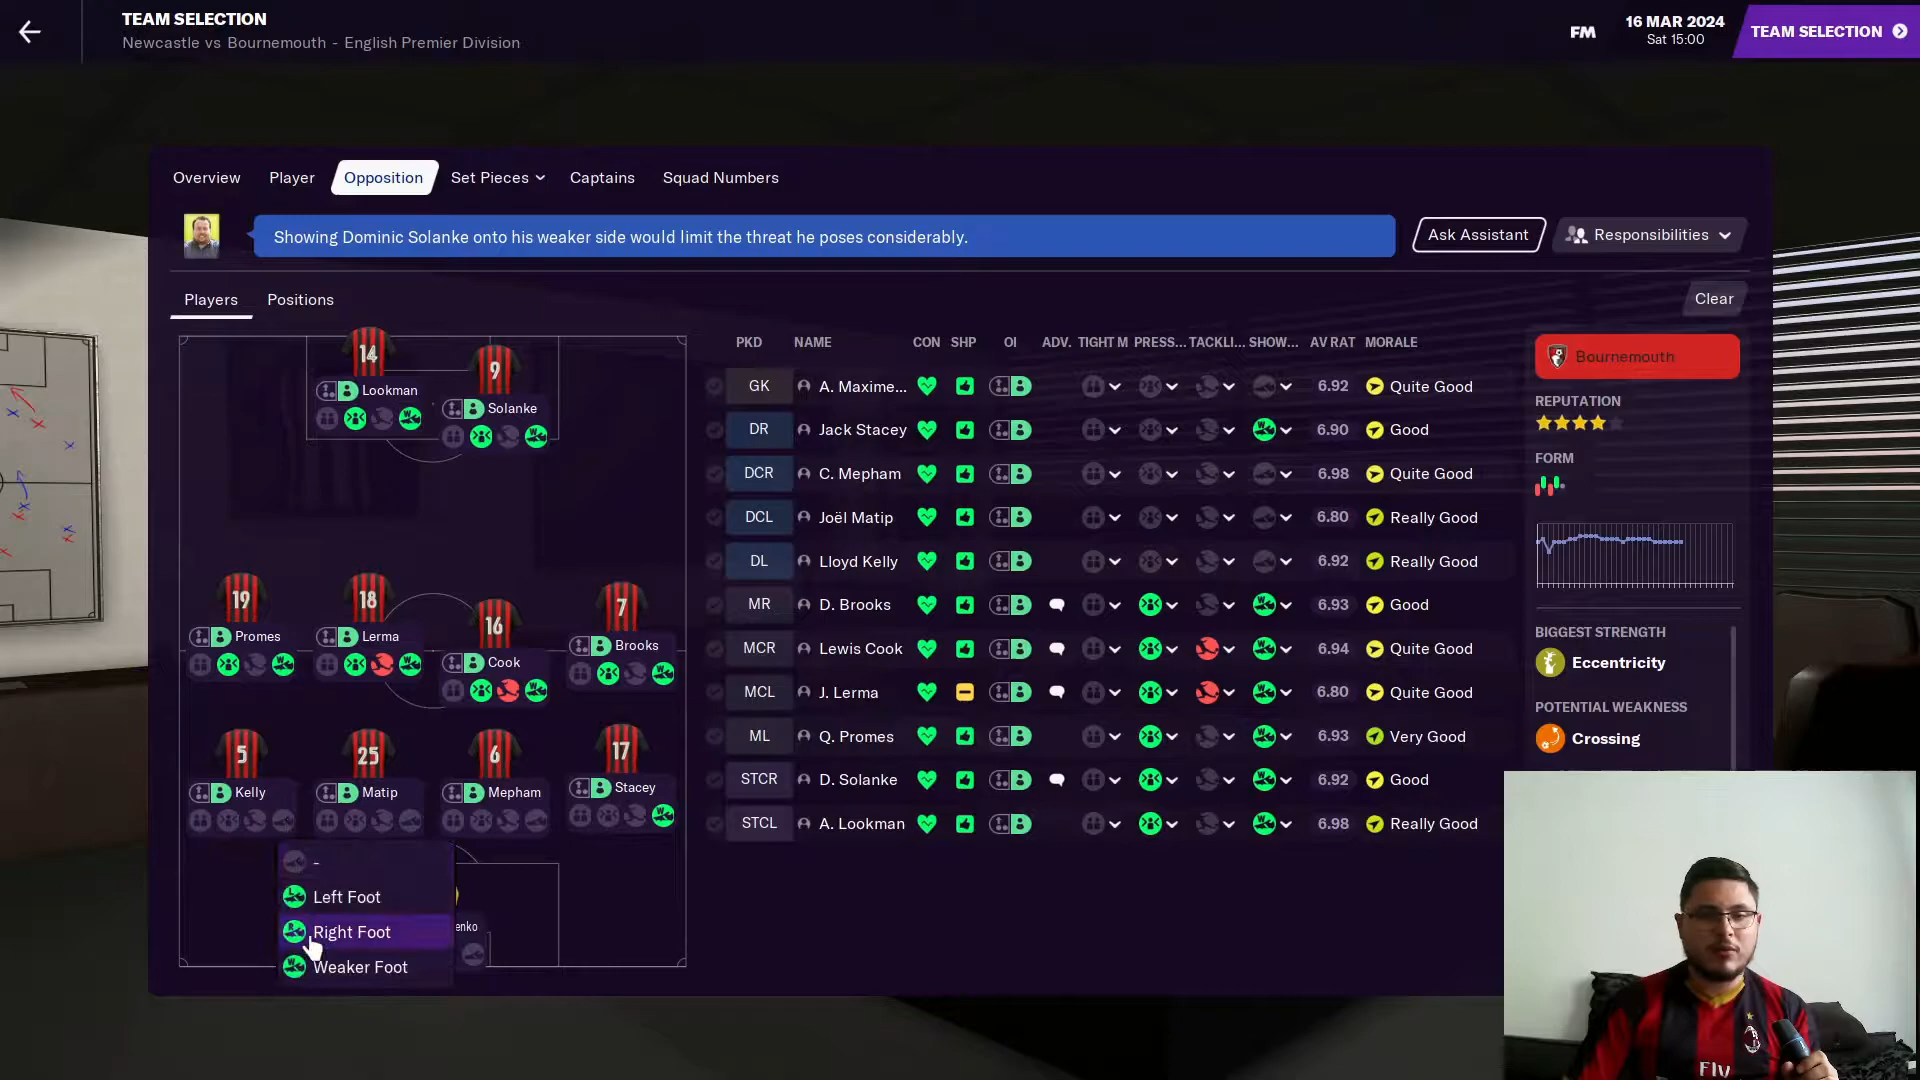 TEAM SELECTION
Newcastle vs Bournemouth - English Premier Division
FM
16 MAR 2024
Sat 15:00
TEAM SELECTION
Overview
Player
Opposition
Set Pieces
Captains
Squad Numbers
Showing Dominic Solanke onto his weaker side would limit the threat he poses considerably.
Ask Assistant
Responsibilities
Players
Positions
Clear
14
Lookman
9
Solanke
19
Promes
18
Lerma
16
Cook
7
Brooks
5
Kelly
25
Matip
6
Mepham
17
Stacey
enko
-
Left Foot
Right Foot
Weaker Foot
PKD NAME CON SHP OI ADV. TIGHT M PRESS... TACKLI... SHOW... AV RAT MORALE
GK A. Maxime... 6.92 Quite Good
DR Jack Stacey 6.90 Good
DCR C. Mepham 6.98 Quite Good
DCL Joël Matip 6.80 Really Good
DL Lloyd Kelly 6.92 Really Good
MR D. Brooks 6.93 Good
MCR Lewis Cook 6.94 Quite Good
MCL J. Lerma 6.80 Quite Good
ML Q. Promes 6.93 Very Good
STCR D. Solanke 6.92 Good
STCL A. Lookman 6.98 Really Good
Bournemouth
REPUTATION
FORM
BIGGEST STRENGTH
Eccentricity
POTENTIAL WEAKNESS
Crossing